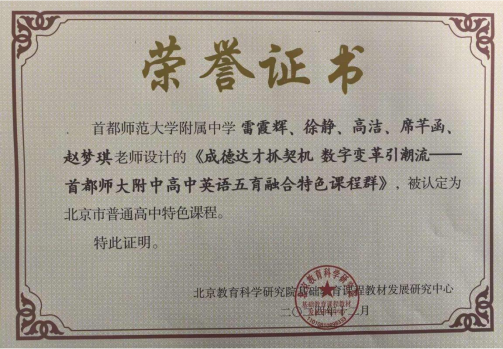 荣誉证书
首都师范大学附属中学 雷霞辉、徐静、高洁、席芊函、
赵梦琪老师设计的《成德达才抓契机 数字变革引潮流——
首都师大附中高中英语五育融合特色课程群》，被认定为
北京市普通高中特色课程。
特此证明。
北京教育科学研究院基础教育课程教材发展研究中心
二〇二四年十二月